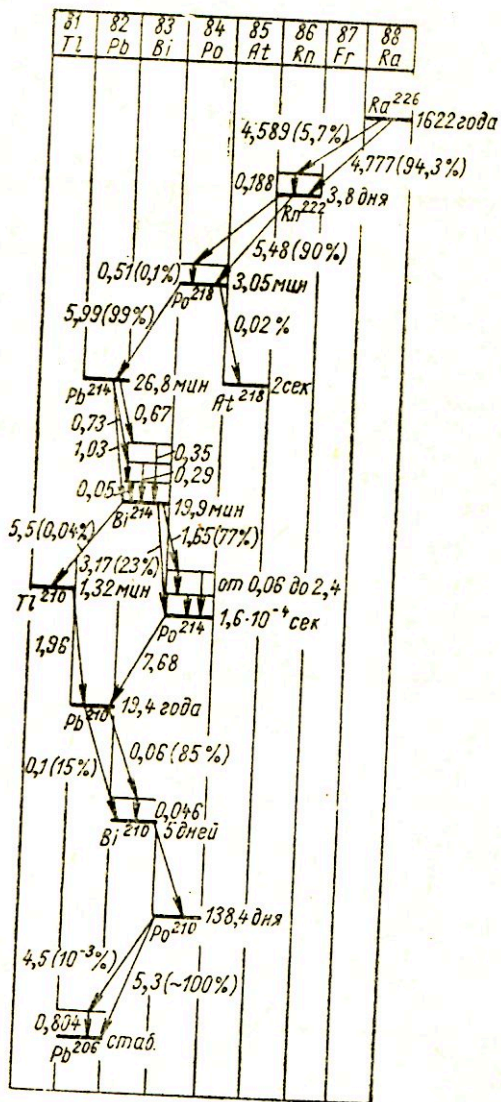 81 82 83 84 85 86 87 88
Tl Pb Bi Po At Rn Fr Ra
Ra²²⁶ 1622 года
4,589 (5,7%)
4,777 (94,3%)
0,188
Rn²²² 3,8 дня
5,48 (90%)
0,51 (0,1%)
Po²¹⁸ 3,05 мин
5,99 (99%)
0,02 %
Pb²¹⁴ 26,8 мин
At²¹⁸ 2 сек
0,73 0,67
1,03
0,35
0,29
0,05
Bi²¹⁴ 19,9 мин
5,5 (0,04%)
1,65 (77%)
3,17 (23%)
Tl²¹⁰ 1,32 мин
от 0,06 до 2,4
Po²¹⁴ 1,6·10⁻⁴ сек
1,96
7,68
Pb²¹⁰ 19,4 года
0,06 (85%)
0,1 (15%)
0,046
Bi²¹⁰ 5 дней
Po²¹⁰ 138,4 дня
4,5 (10⁻³%)
5,3 (~100%)
0,804
Pb²⁰⁶ стаб.